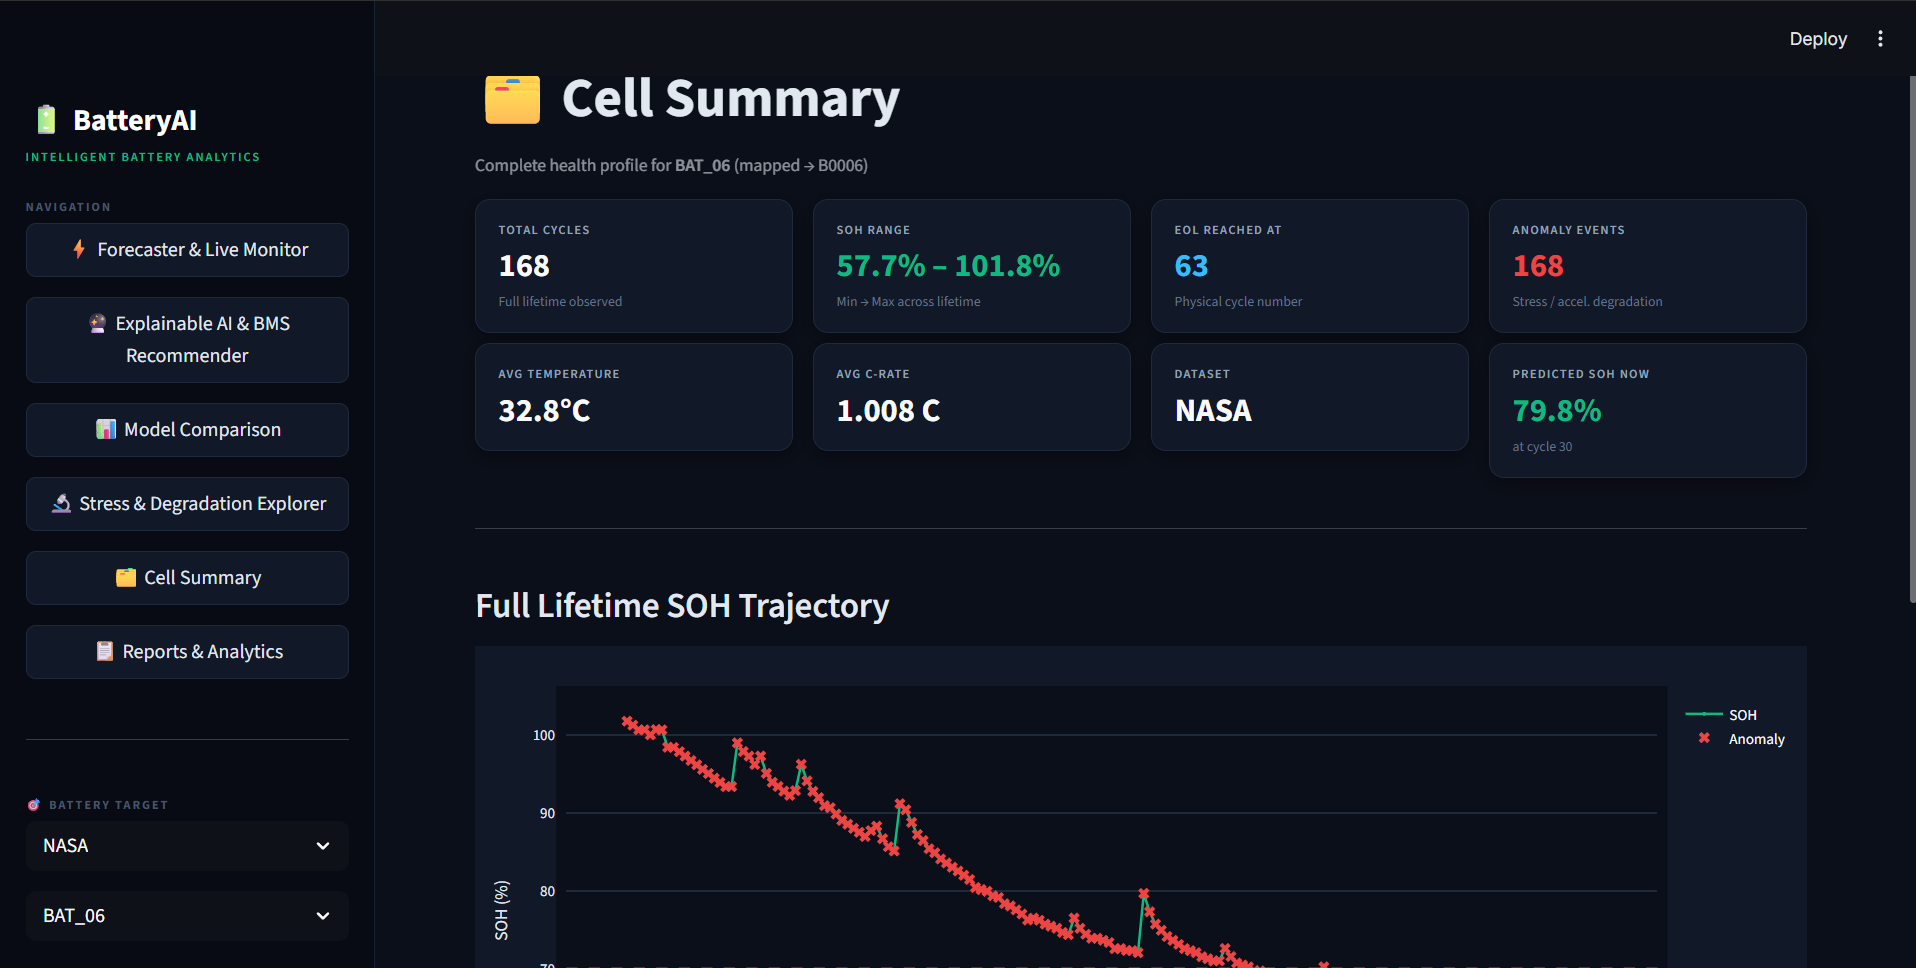 Deploy
BatteryAI
INTELLIGENT BATTERY ANALYTICS
NAVIGATION
Forecaster & Live Monitor
Explainable AI & BMS
Recommender
Model Comparison
Stress & Degradation Explorer
Cell Summary
Reports & Analytics
BATTERY TARGET
NASA
BAT_06
Cell Summary
Complete health profile for BAT_06 (mapped → B0006)
TOTAL CYCLES
168
Full lifetime observed
SOH RANGE
57.7% – 101.8%
Min → Max across lifetime
EOL REACHED AT
63
Physical cycle number
ANOMALY EVENTS
168
Stress / accel. degradation
AVG TEMPERATURE
32.8°C
AVG C-RATE
1.008 C
DATASET
NASA
PREDICTED SOH NOW
79.8%
at cycle 30
Full Lifetime SOH Trajectory
SOH
Anomaly
100
90
80
70
SOH (%)